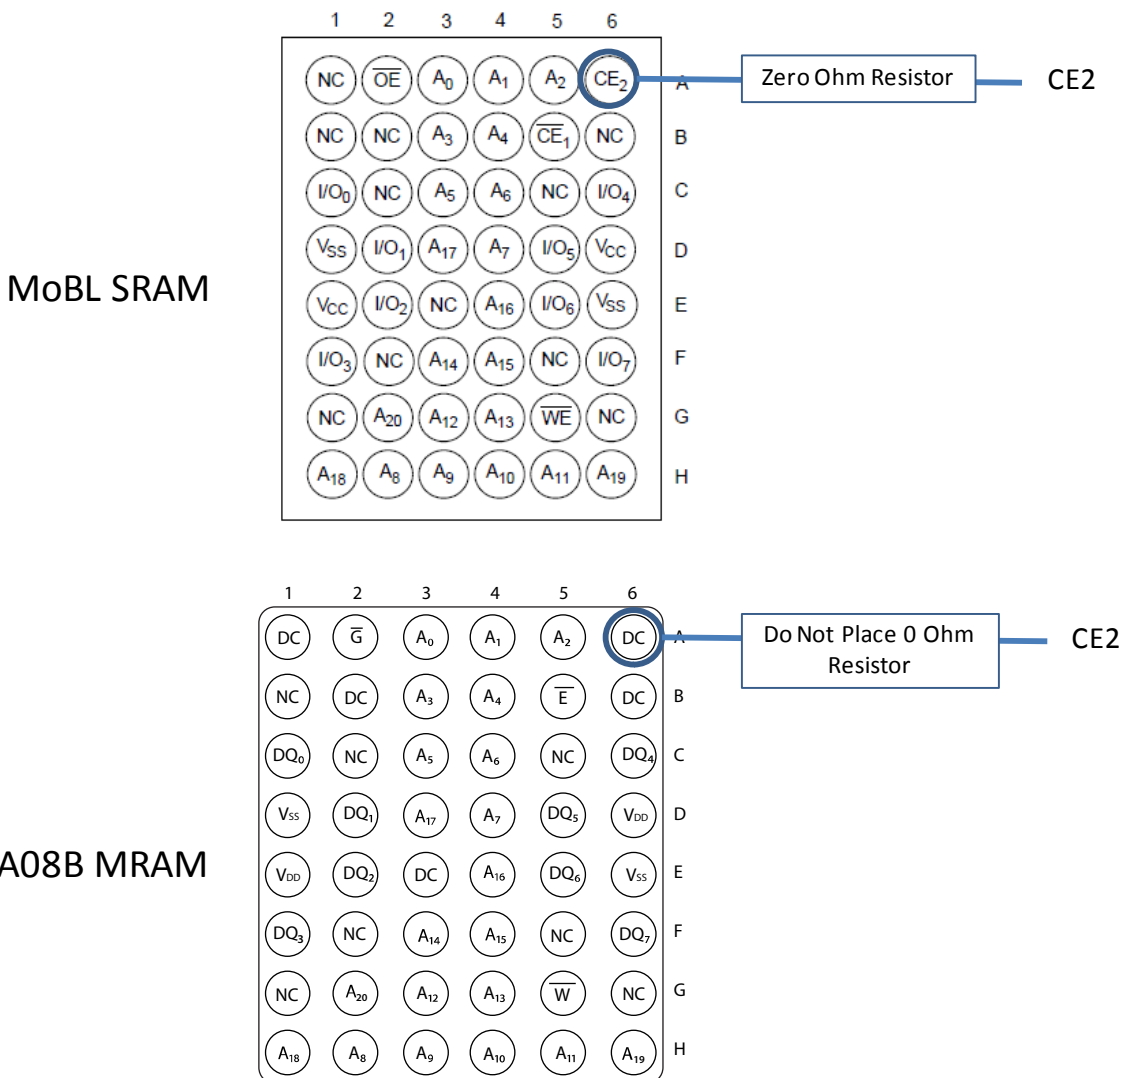 1 2 3 4 5 6
NC O̅E̅ A₀ A₁ A₂ CE₂ A Zero Ohm Resistor CE2
NC NC A₃ A₄ C̅E̅₁ NC B
I/O₀ NC A₅ A₆ NC I/O₄ C
VSS I/O₁ A₁₇ A₇ I/O₅ VCC D
MoBL SRAM
VCC I/O₂ NC A₁₆ I/O₆ VSS E
I/O₃ NC A₁₄ A₁₅ NC I/O₇ F
NC A₂₀ A₁₂ A₁₃ W̅E̅ NC G
A₁₈ A₈ A₉ A₁₀ A₁₁ A₁₉ H
1 2 3 4 5 6
DC G̅ A₀ A₁ A₂ DC A Do Not Place 0 Ohm CE2
Resistor
NC DC A₃ A₄ E̅ DC B
DQ₀ NC A₅ A₆ NC DQ₄ C
VSS DQ₁ A₁₇ A₇ DQ₅ VDD D
A08B MRAM
VDD DQ₂ DC A₁₆ DQ₆ VSS E
DQ₃ NC A₁₄ A₁₅ NC DQ₇ F
NC A₂₀ A₁₂ A₁₃ W̅ NC G
A₁₈ A₈ A₉ A₁₀ A₁₁ A₁₉ H